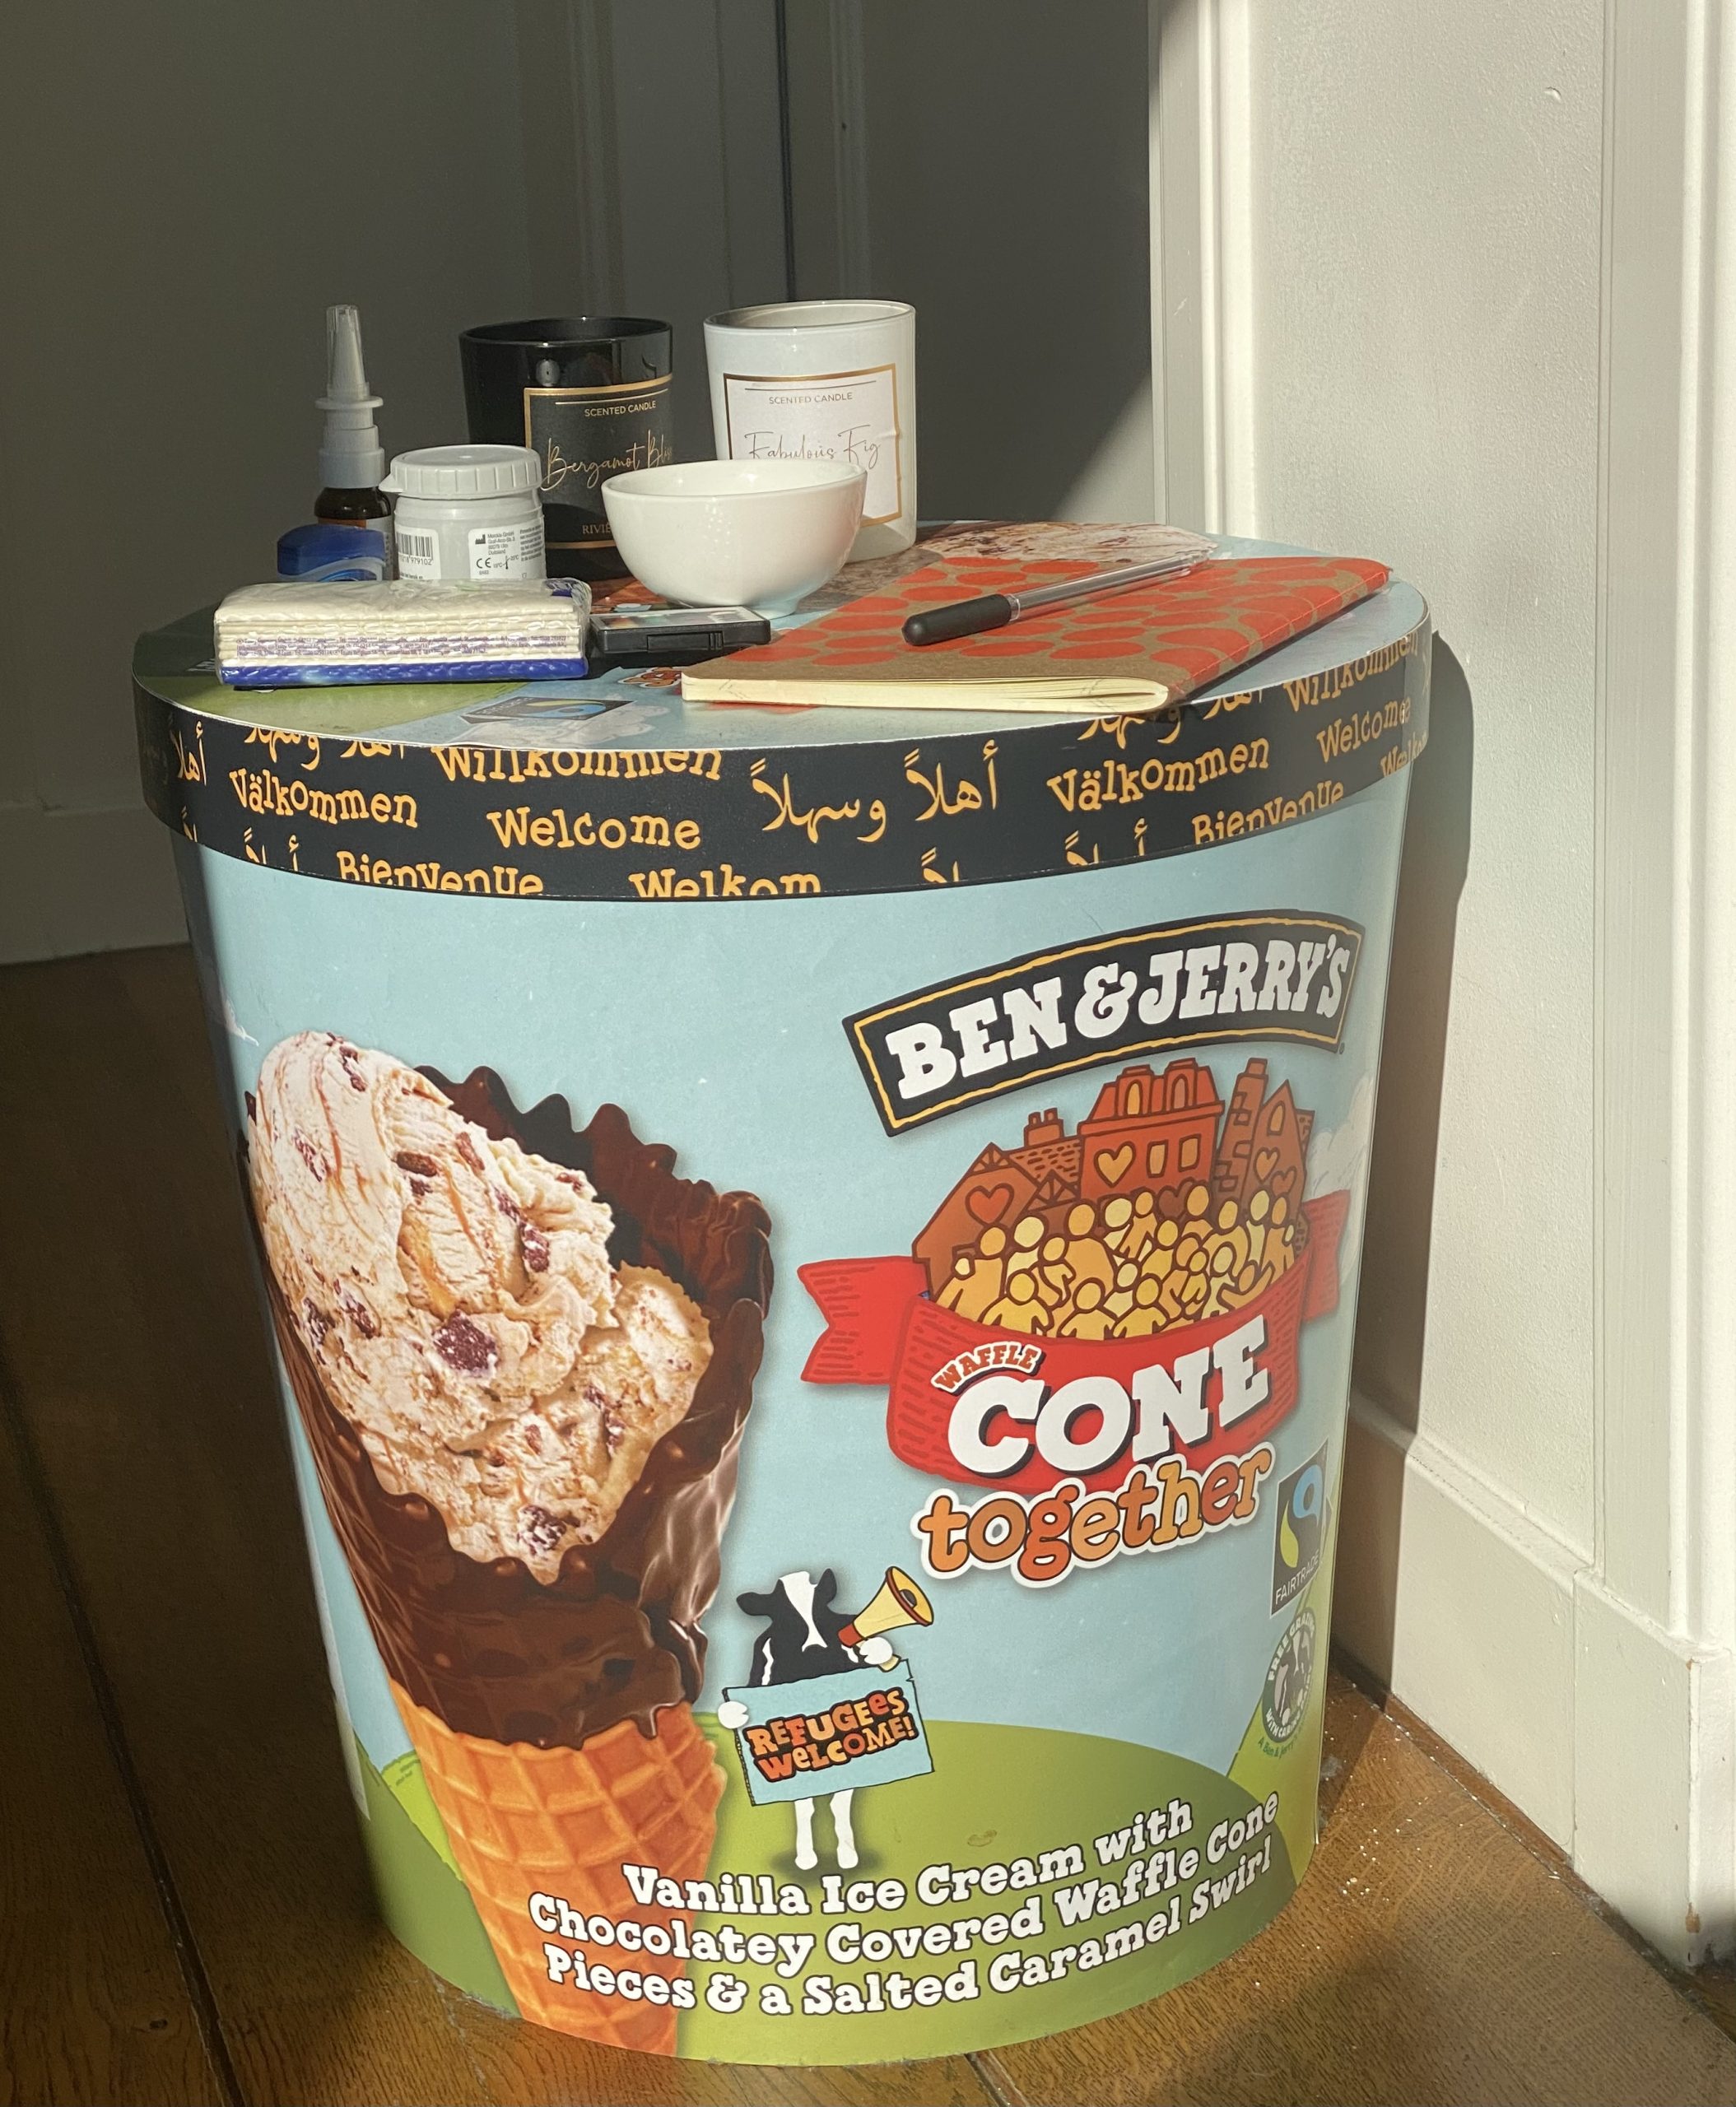 SCENTED CANDLE
Bergamot
SCENTED CANDLE
Fabulous Fig
CE
أهلاً وسهلاً Willkommen Willkommen
Välkommen Welcome أهلاً وسهلاً Välkommen Welcome
Bienvenue Welkom Bienvenue
BEN & JERRY'S
WAFFLE
CONE
together
FAIRTRADE
REFUGEES
WELCOME!
Vanilla Ice Cream with
Chocolatey Covered Waffle Cone
Pieces & a Salted Caramel Swirl